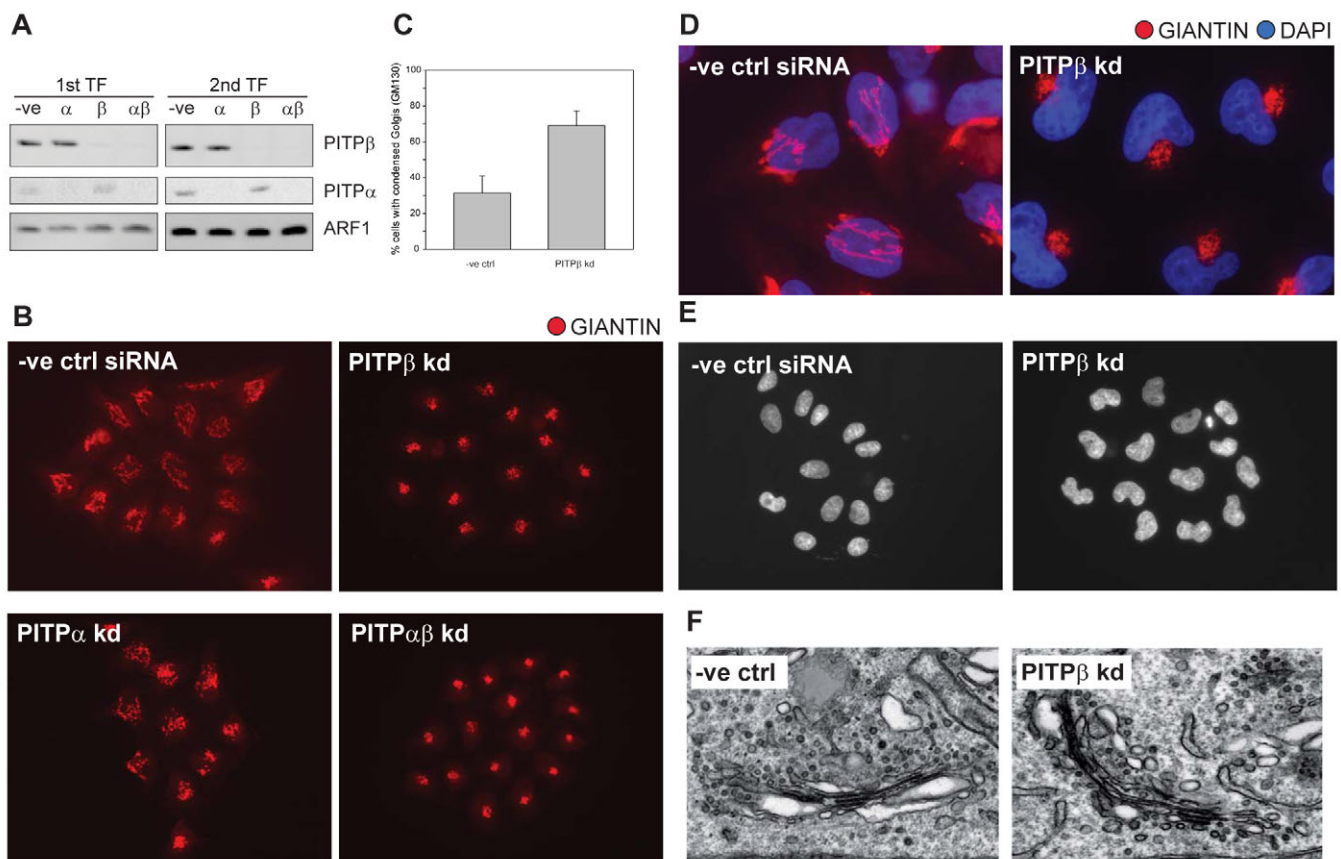 A
1st TF
2nd TF
-ve α β αβ
-ve α β αβ
PITPβ
PITPα
ARF1
C
% cells with condensed Golgis (GM130)
100
80
60
40
20
0
-ve ctrl
PITPβ kd
D
GIANTIN DAPI
-ve ctrl siRNA
PITPβ kd
B
GIANTIN
-ve ctrl siRNA
PITPβ kd
PITPα kd
PITPαβ kd
E
-ve ctrl siRNA
PITPβ kd
F
-ve ctrl
PITPβ kd